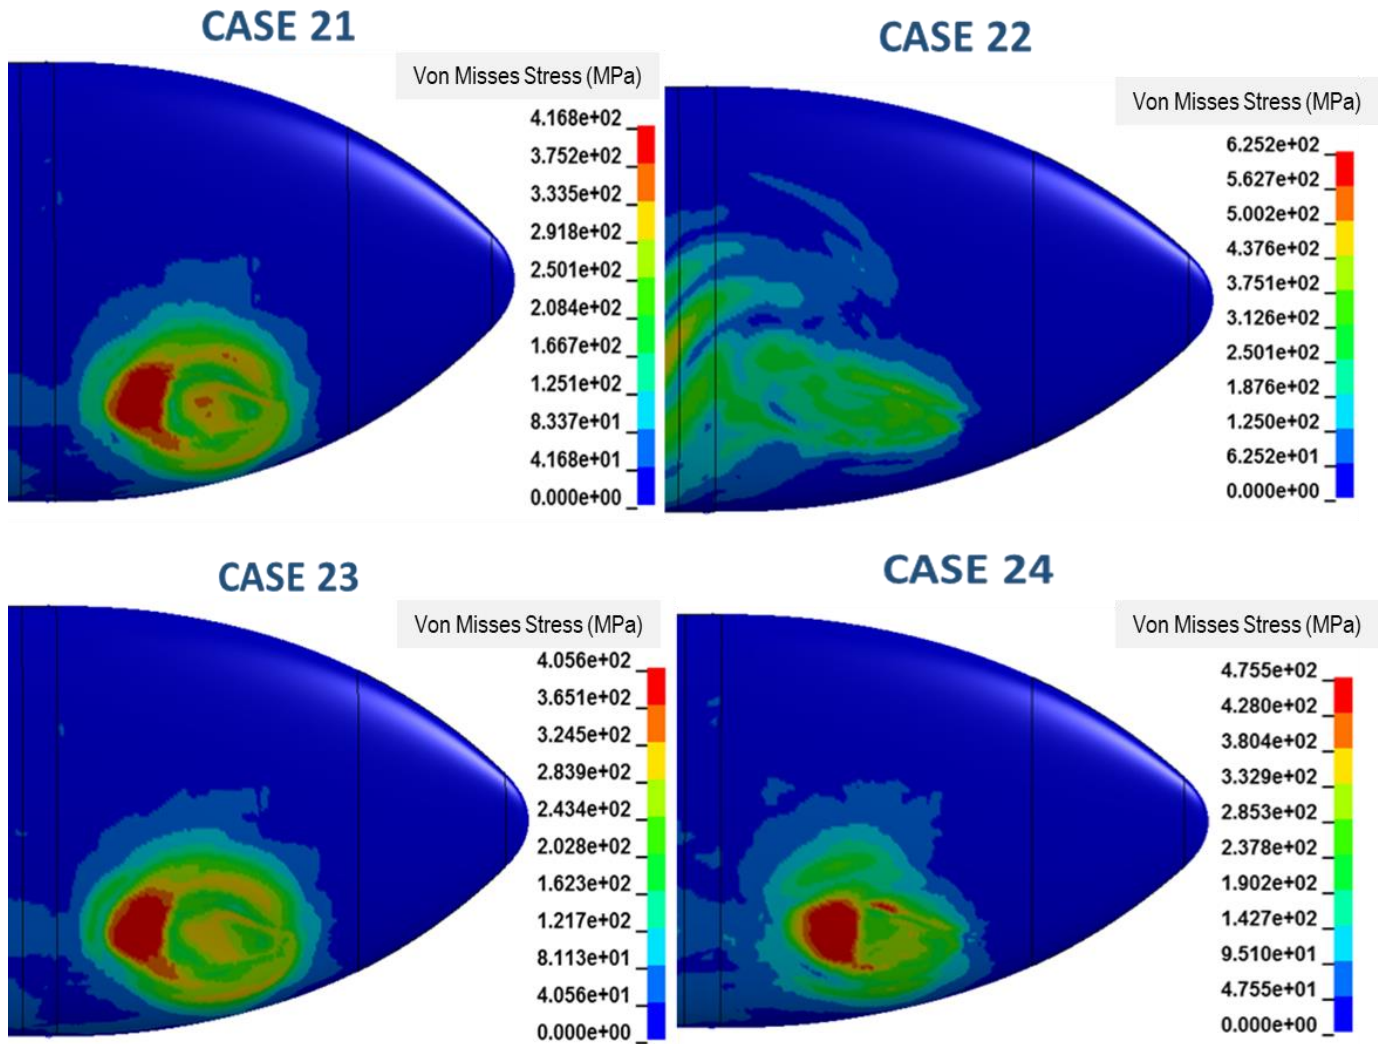 CASE 21
Von Misses Stress (MPa)
4.168e+02
3.752e+02
3.335e+02
2.918e+02
2.501e+02
2.084e+02
1.667e+02
1.251e+02
8.337e+01
4.168e+01
0.000e+00
CASE 22
Von Misses Stress (MPa)
6.252e+02
5.627e+02
5.002e+02
4.376e+02
3.751e+02
3.126e+02
2.501e+02
1.876e+02
1.250e+02
6.252e+01
0.000e+00
CASE 23
Von Misses Stress (MPa)
4.056e+02
3.651e+02
3.245e+02
2.839e+02
2.434e+02
2.028e+02
1.623e+02
1.217e+02
8.113e+01
4.056e+01
0.000e+00
CASE 24
Von Misses Stress (MPa)
4.755e+02
4.280e+02
3.804e+02
3.329e+02
2.853e+02
2.378e+02
1.902e+02
1.427e+02
9.510e+01
4.755e+01
0.000e+00